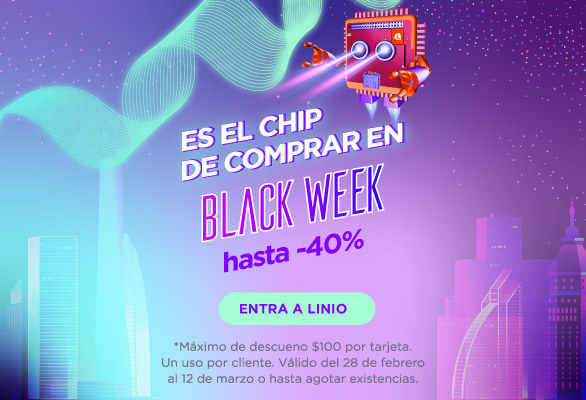 ES EL CHIP
DE COMPRAR EN
BLACK WEEK
hasta -40%
ENTRA A LINIO
*Máximo de descueno $100 por tarjeta.
Un uso por cliente. Válido del 28 de febrero
al 12 de marzo o hasta agotar existencias.